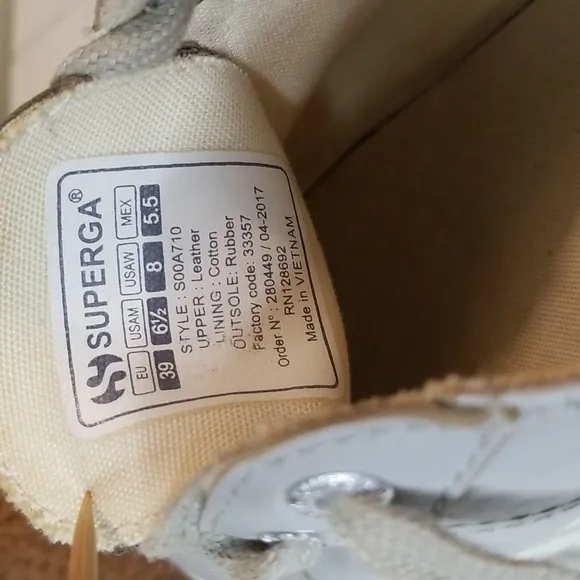 SUPERGA®
EU USAM USAW MEX
39 6½ 8 5.5
STYLE : S00A710
UPPER : Leather
LINING : Cotton
OUTSOLE: Rubber
Factory code: 33357
Order N°: 280449 / 04-2017
RN128692
Made in VIETNAM